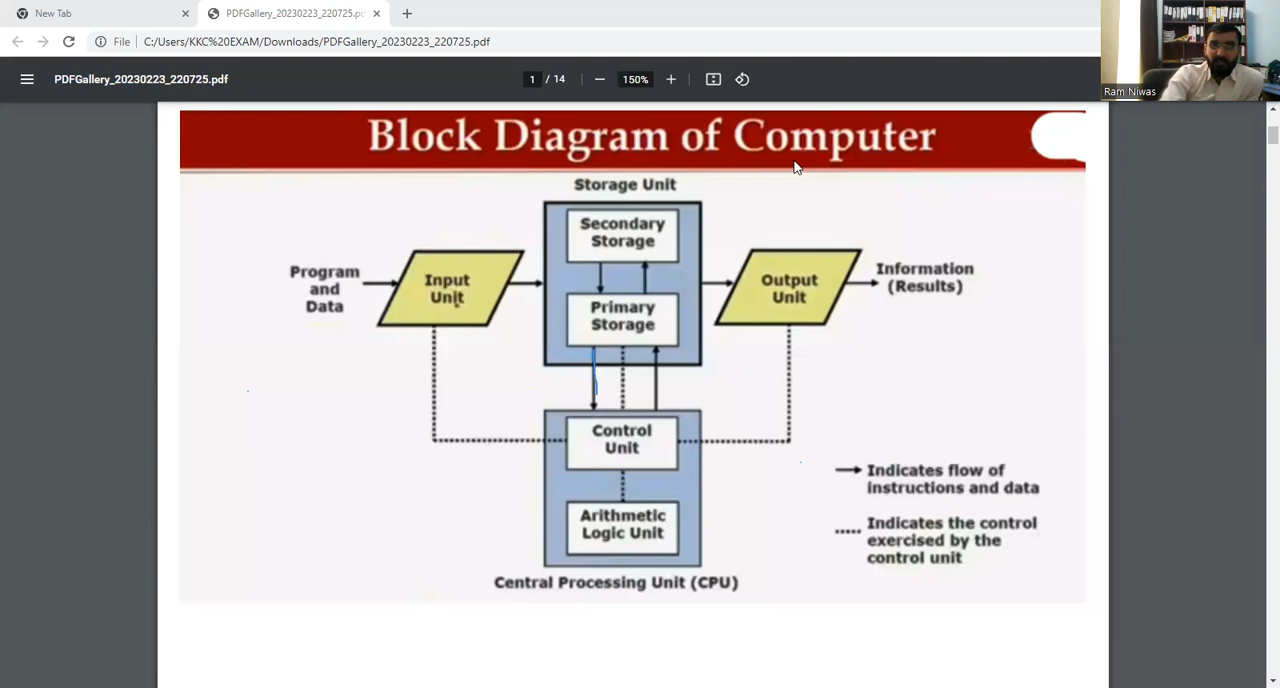 New Tab
PDFGallery_20230223_220725.p
File
C:/Users/KKC%20EXAM/Downloads/PDFGallery_20230223_220725.pdf
Ram Niwas
PDFGallery_20230223_220725.pdf
1 / 14
150%
Block Diagram of Computer
Storage Unit
Secondary
Storage
Program
and
Data
Input
Unit
Primary
Storage
Output
Unit
Information
(Results)
Control
Unit
Arithmetic
Logic Unit
Central Processing Unit (CPU)
Indicates flow of
instructions and data
Indicates the control
exercised by the
control unit